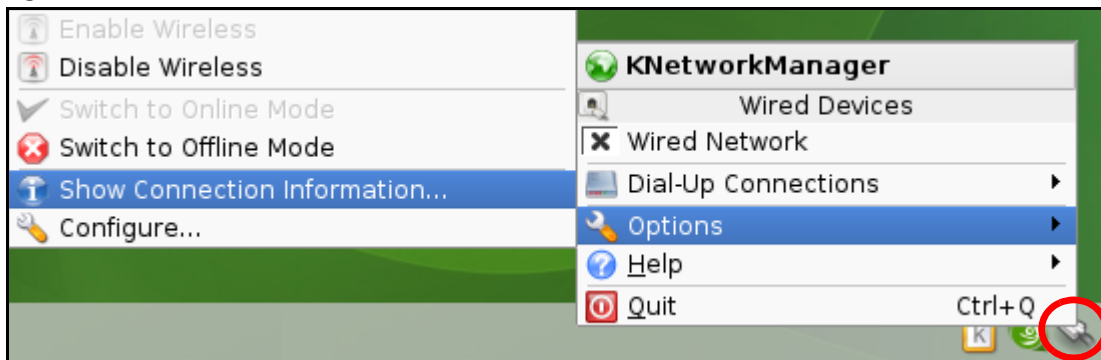 Enable Wireless
Disable Wireless
Switch to Online Mode
Switch to Offline Mode
Show Connection Information...
Configure...
KNetworkManager
Wired Devices
Wired Network
Dial-Up Connections
Options
Help
Quit Ctrl+Q
K